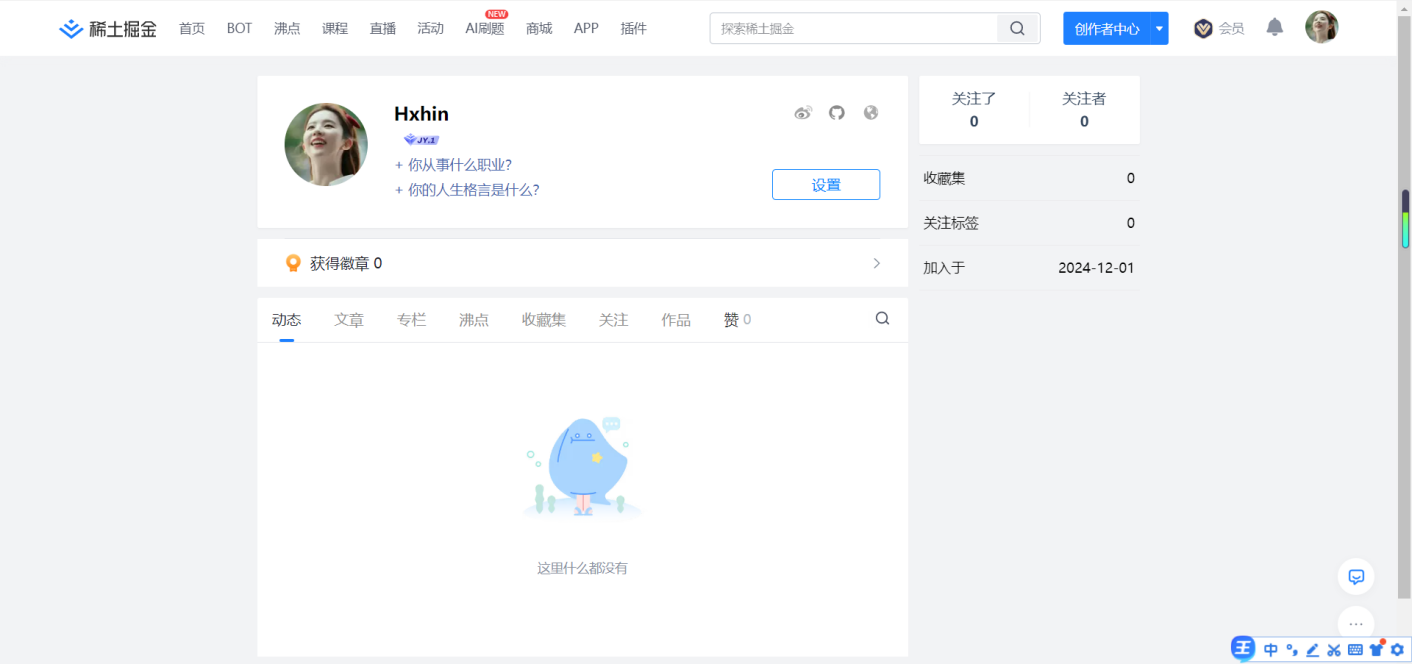 稀土掘金 首页 BOT 沸点 课程 直播 活动 AI刷题 NEW 商城 APP 插件 探索稀土掘金 创作者中心 会员
Hxhin
JY.1
+ 你从事什么职业?
+ 你的人生格言是什么?
设置
关注了 关注者
0 0
收藏集 0
关注标签 0
加入于 2024-12-01
获得徽章 0
动态 文章 专栏 沸点 收藏集 关注 作品 赞 0
这里什么都没有
王 中 °,